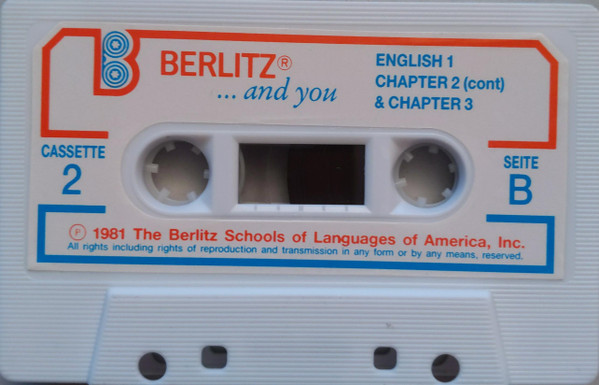 BERLITZ®
... and you
ENGLISH 1
CHAPTER 2 (cont)
& CHAPTER 3
CASSETTE
2
SEITE
B
Ⓟ 1981 The Berlitz Schools of Languages of America, Inc.
All rights including rights of reproduction and transmission in any form or by any means, reserved.